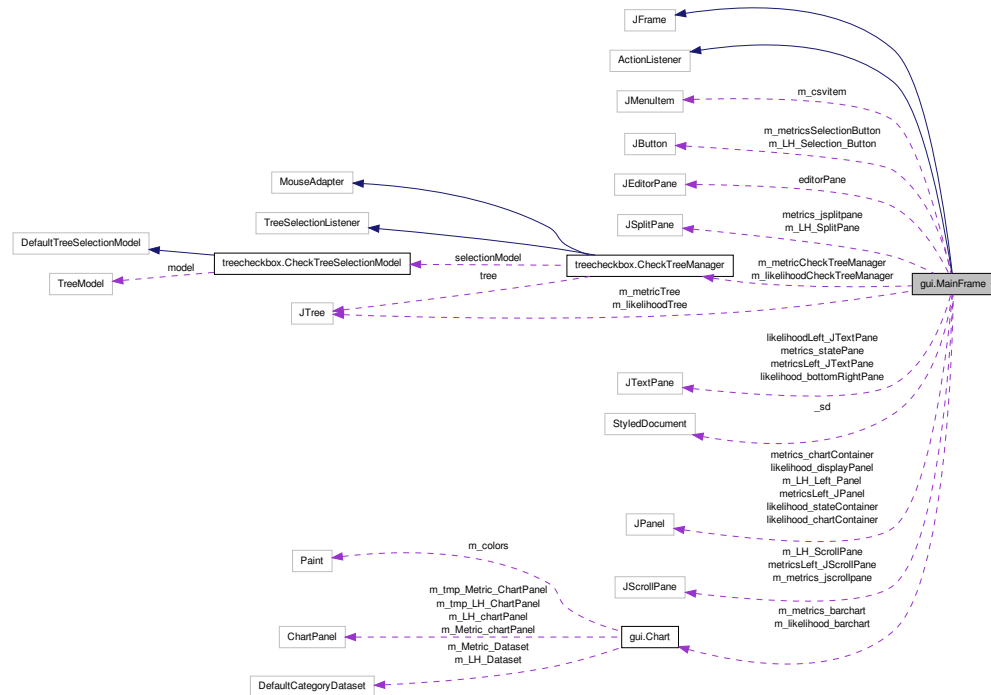 JFrame
ActionListener
m_csvitem
JMenuItem
m_metricsSelectionButton
m_LH_Selection_Button
JButton
editorPane
JEditorPane
MouseAdapter
metrics_jsplitpane
m_LH_SplitPane
JSplitPane
TreeSelectionListener
DefaultTreeSelectionModel
treecheckbox.CheckTreeSelectionModel
selectionModel
treecheckbox.CheckTreeManager
m_metricCheckTreeManager
m_likelihoodCheckTreeManager
gui.MainFrame
model
TreeModel
tree
m_metricTree
m_likelihoodTree
JTree
likelihoodLeft_JTextPane
metrics_statePane
metricsLeft_JTextPane
likelihood_bottomRightPane
JTextPane
_sd
StyledDocument
metrics_chartContainer
likelihood_displayPanel
m_LH_Left_Panel
metricsLeft_JPanel
likelihood_stateContainer
likelihood_chartContainer
JPanel
m_colors
Paint
m_LH_ScrollPane
metricsLeft_JScrollPane
m_metrics_jscrollpane
JScrollPane
m_tmp_Metric_ChartPanel
m_tmp_LH_ChartPanel
m_LH_chartPanel
m_Metric_chartPanel
ChartPanel
gui.Chart
m_metrics_barchart
m_likelihood_barchart
m_Metric_Dataset
m_LH_Dataset
DefaultCategoryDataset